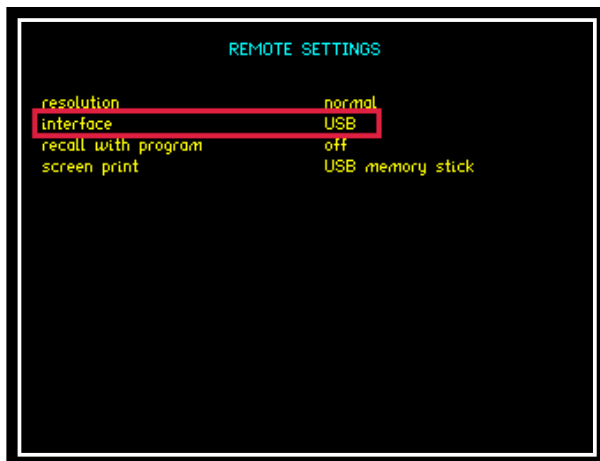 REMOTE SETTINGS
resolution normal
interface USB
recall with program off
screen print USB memory stick